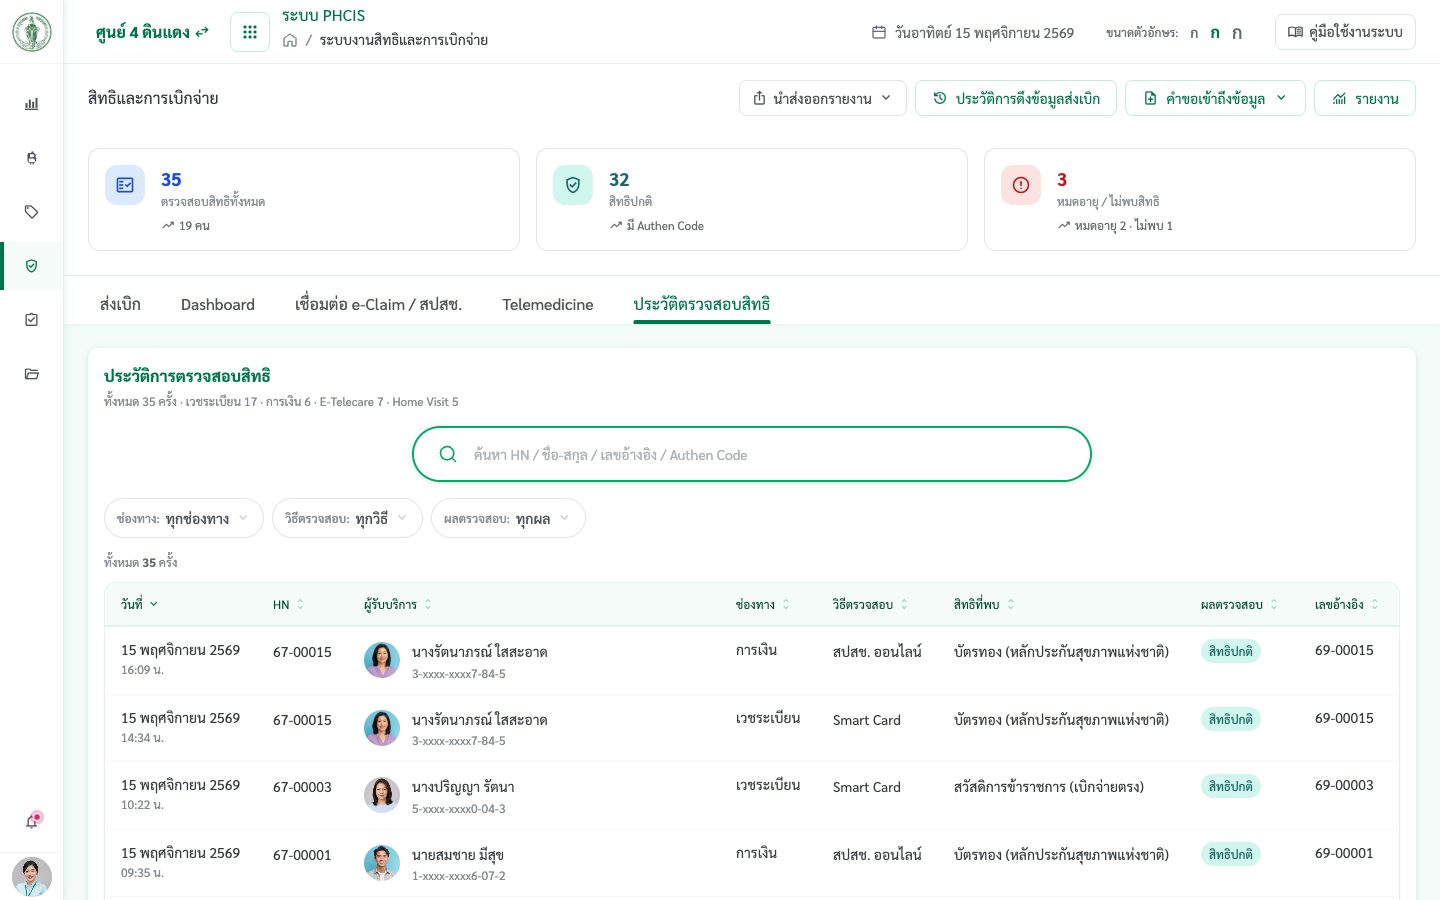 ศูนย์ 4 ดินแดง
ระบบ PHCIS
/ ระบบงานสิทธิและการเบิกจ่าย
วันอาทิตย์ 15 พฤศจิกายน 2569
ขนาดตัวอักษร: ก ก ก
คู่มือใช้งานระบบ
สิทธิและการเบิกจ่าย
นำส่งออกรายงาน
ประวัติการดึงข้อมูลส่งเบิก
คำขอเข้าถึงข้อมูล
รายงาน
35
ตรวจสอบสิทธิทั้งหมด
19 คน
32
สิทธิปกติ
มี Authen Code
3
หมดอายุ / ไม่พบสิทธิ
หมดอายุ 2 · ไม่พบ 1
ส่งเบิก Dashboard เชื่อมต่อ e-Claim / สปสช. Telemedicine ประวัติตรวจสอบสิทธิ
ประวัติการตรวจสอบสิทธิ
ทั้งหมด 35 ครั้ง · เวชระเบียน 17 · การเงิน 6 · E-Telecare 7 · Home Visit 5
ค้นหา HN / ชื่อ-สกุล / เลขอ้างอิง / Authen Code
ช่องทาง: ทุกช่องทาง วิธีตรวจสอบ: ทุกวิธี ผลตรวจสอบ: ทุกผล
ทั้งหมด 35 ครั้ง
วันที่ HN ผู้รับบริการ ช่องทาง วิธีตรวจสอบ สิทธิที่พบ ผลตรวจสอบ เลขอ้างอิง
15 พฤศจิกายน 2569 67-00015 นางรัตนาภรณ์ ใสสะอาด การเงิน สปสช. ออนไลน์ บัตรทอง (หลักประกันสุขภาพแห่งชาติ) สิทธิปกติ 69-00015
16:09 น. 3-xxxx-xxxx7-84-5
15 พฤศจิกายน 2569 67-00015 นางรัตนาภรณ์ ใสสะอาด เวชระเบียน Smart Card บัตรทอง (หลักประกันสุขภาพแห่งชาติ) สิทธิปกติ 69-00015
14:34 น. 3-xxxx-xxxx7-84-5
15 พฤศจิกายน 2569 67-00003 นางปริญญา รัตนา เวชระเบียน Smart Card สวัสดิการข้าราชการ (เบิกจ่ายตรง) สิทธิปกติ 69-00003
10:22 น. 5-xxxx-xxxx0-04-3
15 พฤศจิกายน 2569 67-00001 นายสมชาย มีสุข การเงิน สปสช. ออนไลน์ บัตรทอง (หลักประกันสุขภาพแห่งชาติ) สิทธิปกติ 69-00001
09:35 น. 1-xxxx-xxxx6-07-2